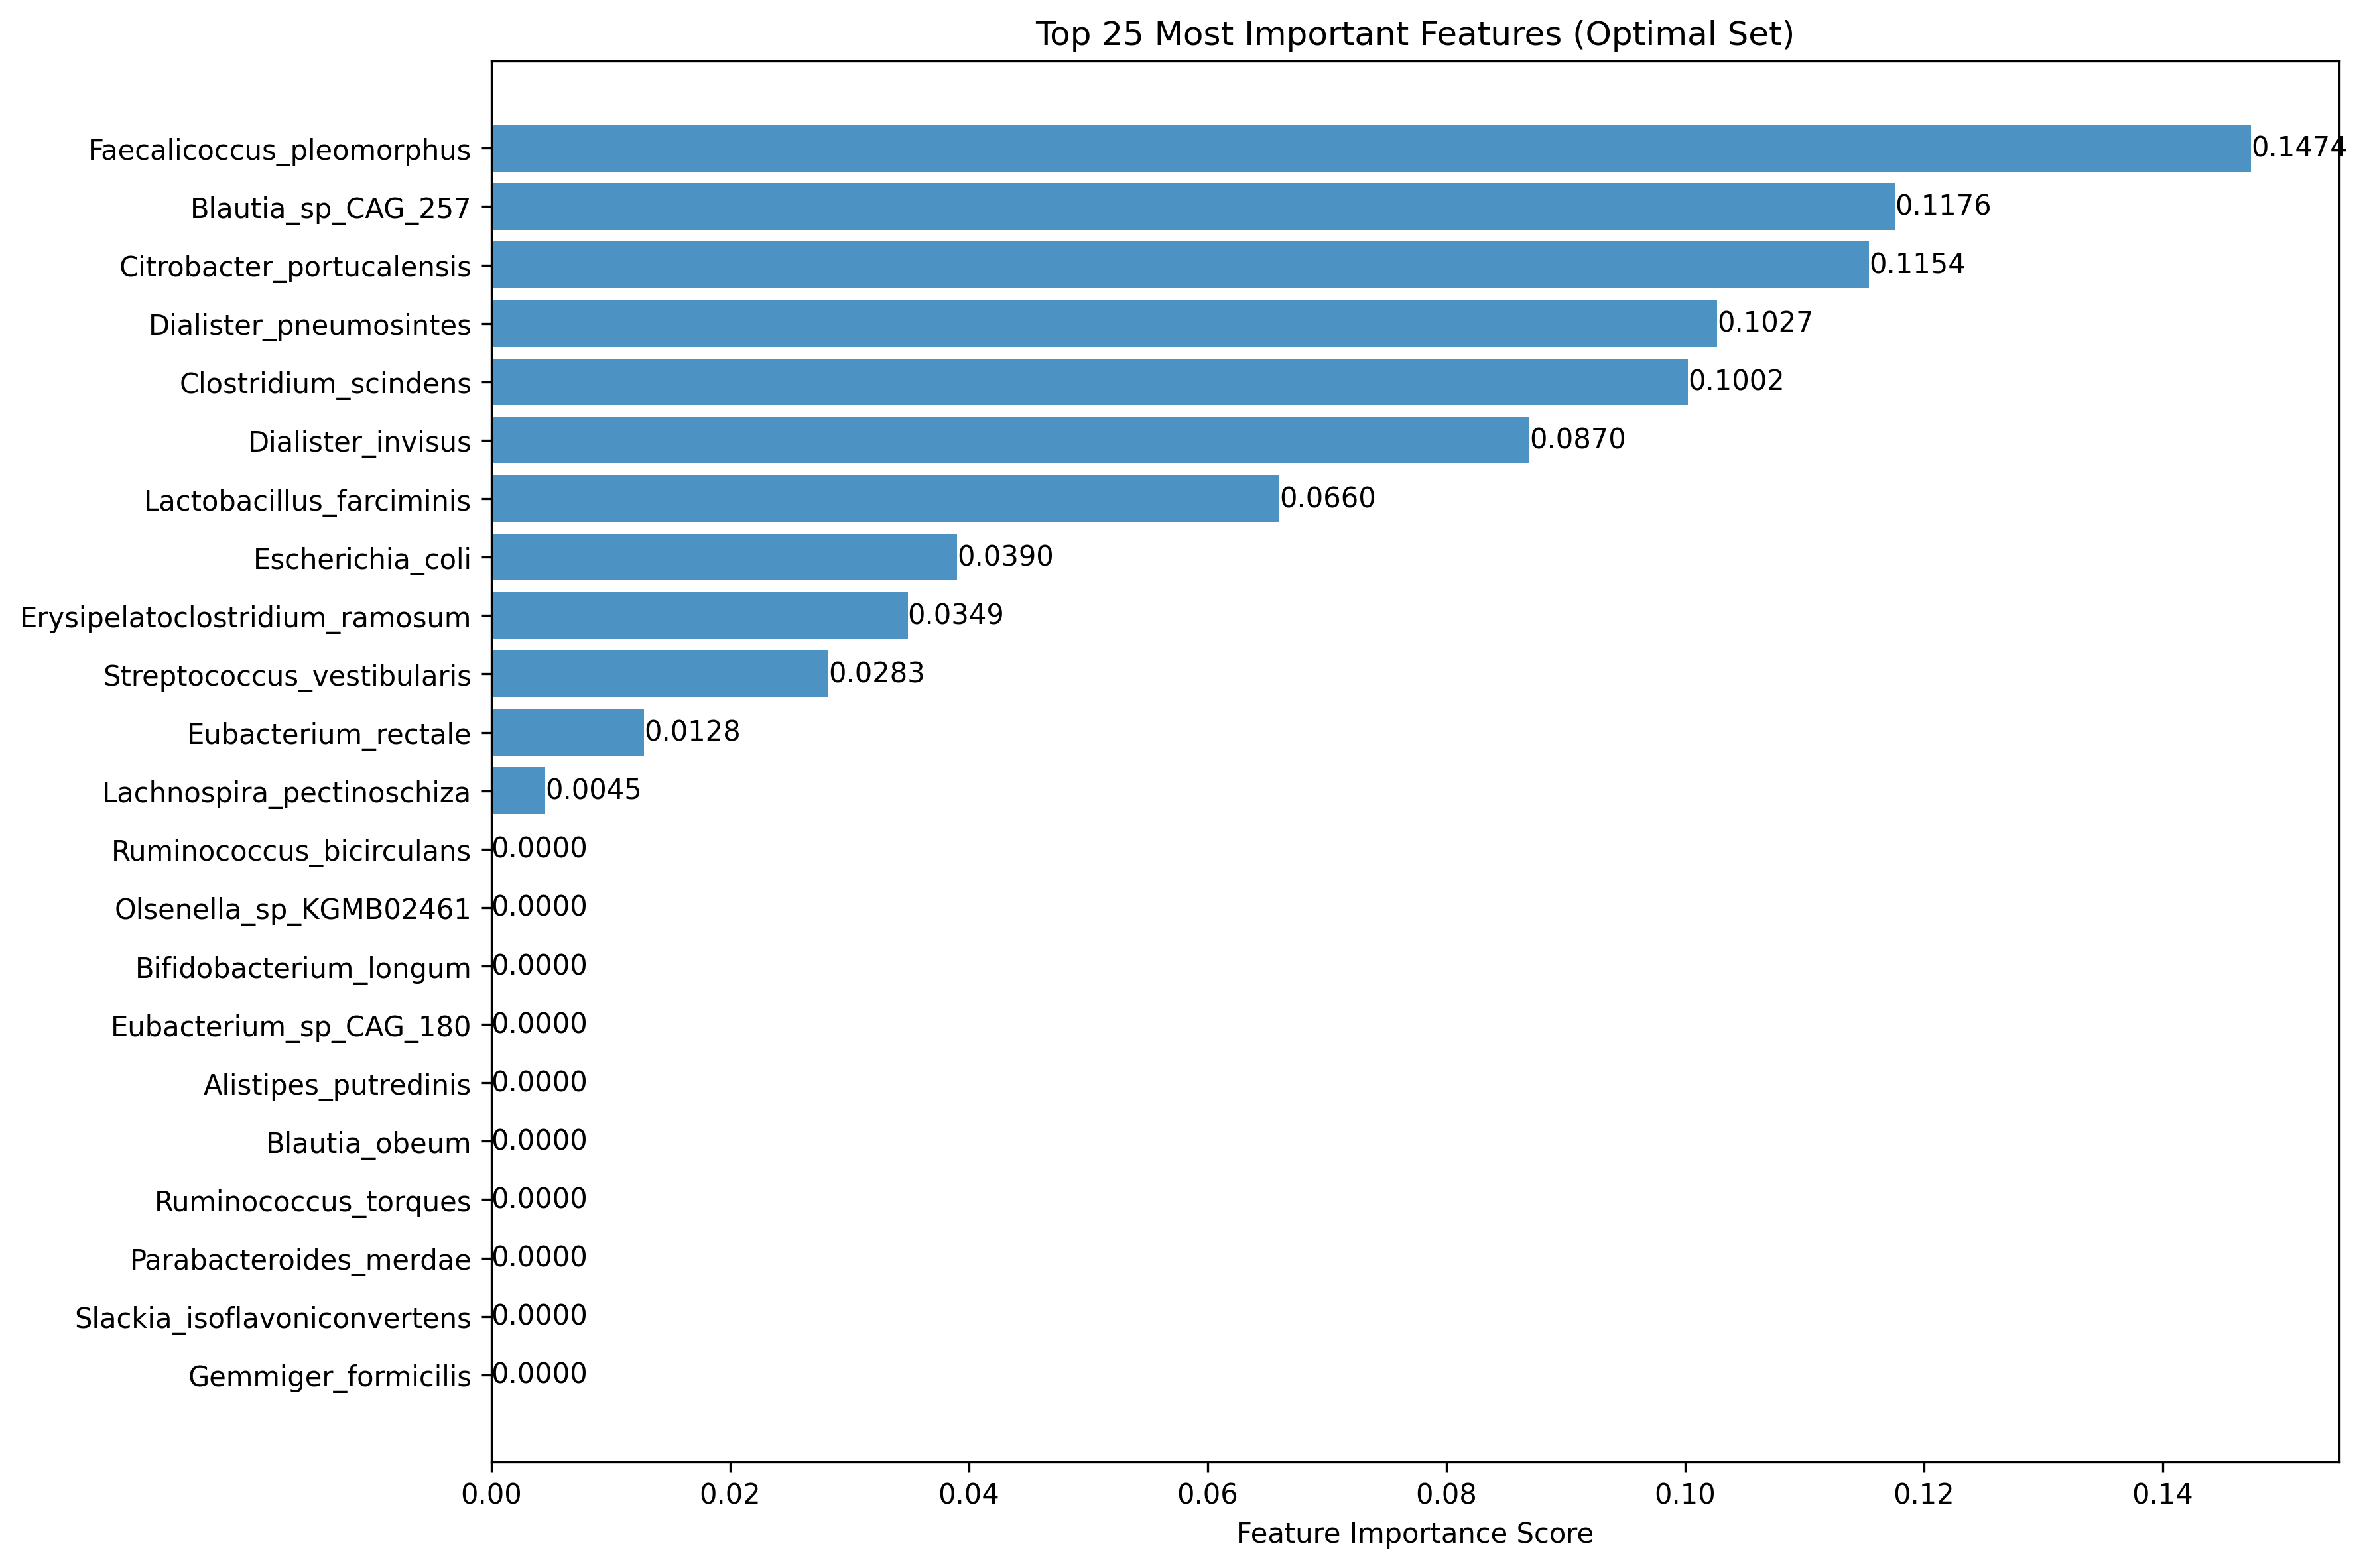 Top 25 Most Important Features (Optimal Set)
Faecalicoccus_pleomorphus 0.1474
Blautia_sp_CAG_257 0.1176
Citrobacter_portucalensis 0.1154
Dialister_pneumosintes 0.1027
Clostridium_scindens 0.1002
Dialister_invisus 0.0870
Lactobacillus_farciminis 0.0660
Escherichia_coli 0.0390
Erysipelatoclostridium_ramosum 0.0349
Streptococcus_vestibularis 0.0283
Eubacterium_rectale 0.0128
Lachnospira_pectinoschiza 0.0045
Ruminococcus_bicirculans 0.0000
Olsenella_sp_KGMB02461 0.0000
Bifidobacterium_longum 0.0000
Eubacterium_sp_CAG_180 0.0000
Alistipes_putredinis 0.0000
Blautia_obeum 0.0000
Ruminococcus_torques 0.0000
Parabacteroides_merdae 0.0000
Slackia_isoflavoniconvertens 0.0000
Gemmiger_formicilis 0.0000
0.00 0.02 0.04 0.06 0.08 0.10 0.12 0.14
Feature Importance Score